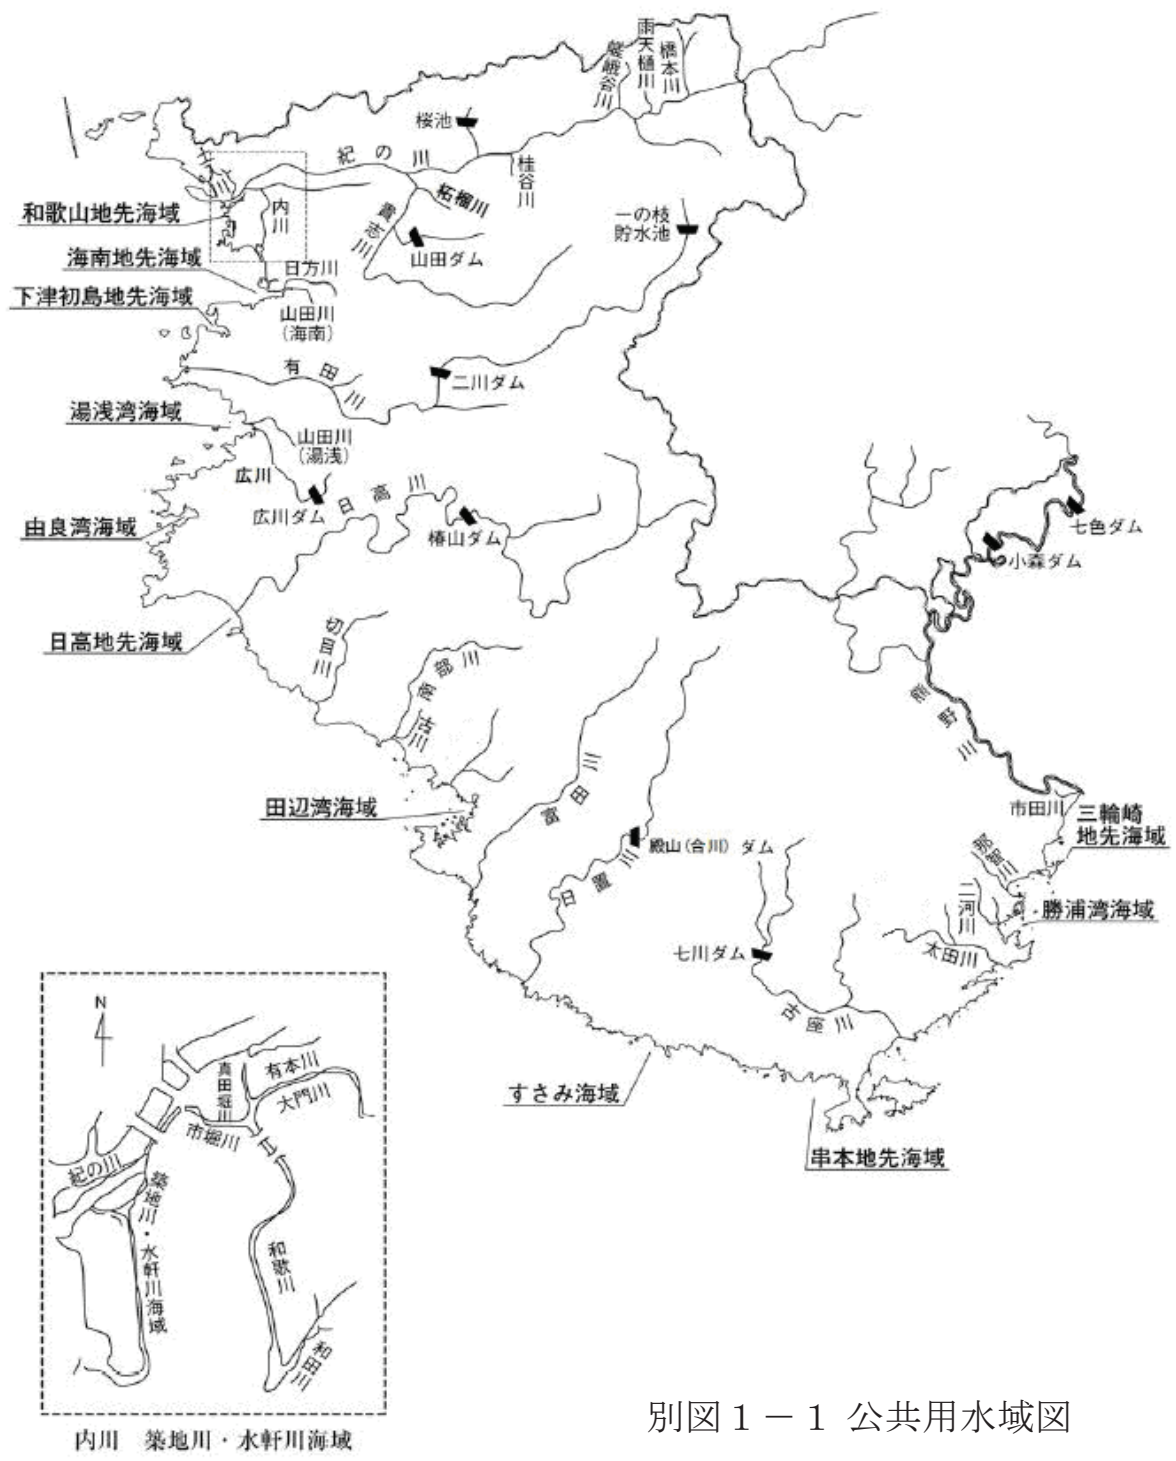 嵯峨谷川
雨天樋川
橋本川
桜池
紀の川
桂谷川
土入川
柘榴川
貴志川
内川
和歌山地先海域
一の枝
貯水池
山田ダム
海南地先海域
日方川
下津初島地先海域
山田川
（海南）
有田川
二川ダム
湯浅湾海域
山田川
（湯浅）
広川
広川ダム
日高川
椿山ダム
由良湾海域
七色ダム
小森ダム
日高地先海域
切目川
南部川
古川
熊野川
富田川
田辺湾海域
市田川
三輪崎
地先海域
殿山（合川）ダム
日置川
那智川
二河川
勝浦湾海域
太田川
七川ダム
古座川
すさみ海域
串本地先海域
N
真田堀川
有本川
大門川
市堀川
紀の川
築地川・水軒川海域
和歌川
和田川
内川　築地川・水軒川海域
別図１－１ 公共用水域図